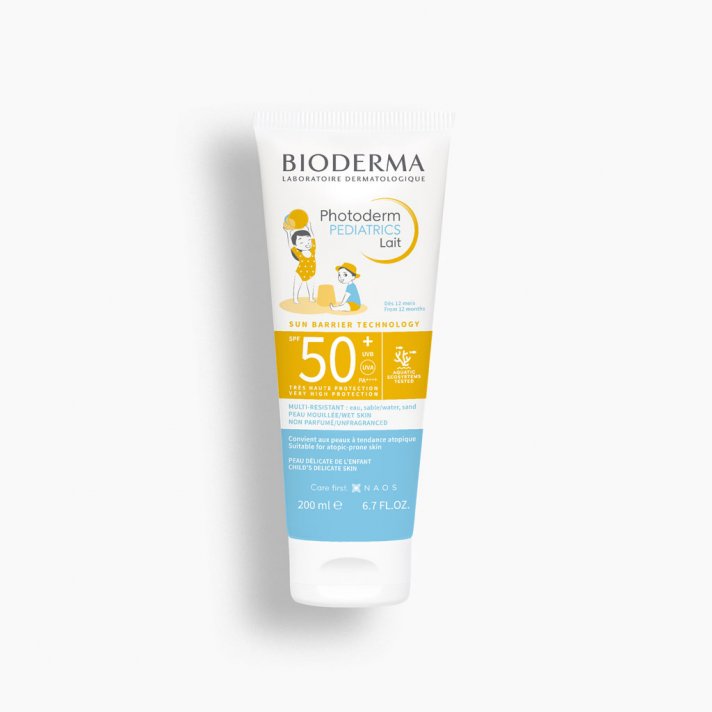 BIODERMA
LABORATOIRE DERMATOLOGIQUE
Photoderm
PEDIATRICS
Lait
Dès 12 mois
From 12 months
SUN BARRIER TECHNOLOGY
SPF 50+
UVB
UVA
PA++++
TRÈS HAUTE PROTECTION
VERY HIGH PROTECTION
AQUATIC
ECOSYSTEMS
TESTED
MULTI-RESISTANT : eau, sable/water, sand
PEAU MOUILLÉE/WET SKIN
NON PARFUMÉ/UNFRAGRANCED
Convient aux peaux à tendance atopique
Suitable for atopic-prone skin
PEAU DÉLICATE DE L'ENFANT
CHILD'S DELICATE SKIN
Care first. NAOS
200 ml ℮ 6.7 FL.OZ.